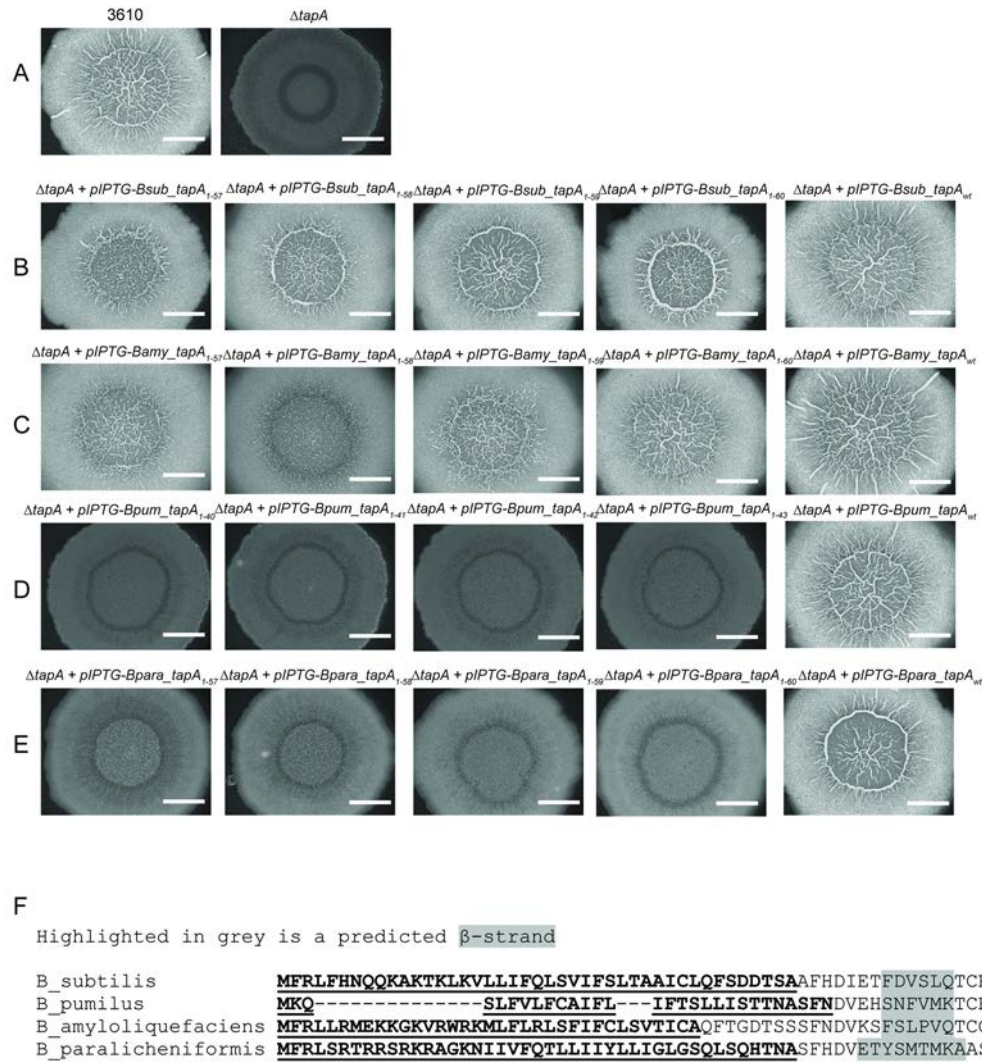 3610 ΔtapA
A
ΔtapA + pIPTG-Bsub_tapA1-57 ΔtapA + pIPTG-Bsub_tapA1-58 ΔtapA + pIPTG-Bsub_tapA1-59 ΔtapA + pIPTG-Bsub_tapA1-60 ΔtapA + pIPTG-Bsub_tapAwt
B
ΔtapA + pIPTG-Bamy_tapA1-57 ΔtapA + pIPTG-Bamy_tapA1-58 ΔtapA + pIPTG-Bamy_tapA1-59 ΔtapA + pIPTG-Bamy_tapA1-60 ΔtapA + pIPTG-Bamy_tapAwt
C
ΔtapA + pIPTG-Bpum_tapA1-40 ΔtapA + pIPTG-Bpum_tapA1-41 ΔtapA + pIPTG-Bpum_tapA1-42 ΔtapA + pIPTG-Bpum_tapA1-43 ΔtapA + pIPTG-Bpum_tapAwt
D
ΔtapA + pIPTG-Bpara_tapA1-57 ΔtapA + pIPTG-Bpara_tapA1-58 ΔtapA + pIPTG-Bpara_tapA1-59 ΔtapA + pIPTG-Bpara_tapA1-60 ΔtapA + pIPTG-Bpara_tapAwt
E
F
Highlighted in grey is a predicted β-strand
B_subtilis MFRLFHNQQKAKTKLKVLLIFQLSVIFSLTAAICLQFSDDTSAAFHDIETFDVSLQTC
B_pumilus MKQ--------------SLFVLFCAIFL---IFTSLLISTTNASFNDVEHSNFVMKTC
B_amyloliquefaciens MFRLLRMEKKGKVRWRKMLFLRLSFIFCLSVTICAQFTGDTSSSFNDVKSFSLPVQTC
B_paralicheniformis MFRLSRTRRSRKRAGKNIIVFQTLLIIYLLIGLGSQLSQHTNASFHDVETYSMTMKAAS